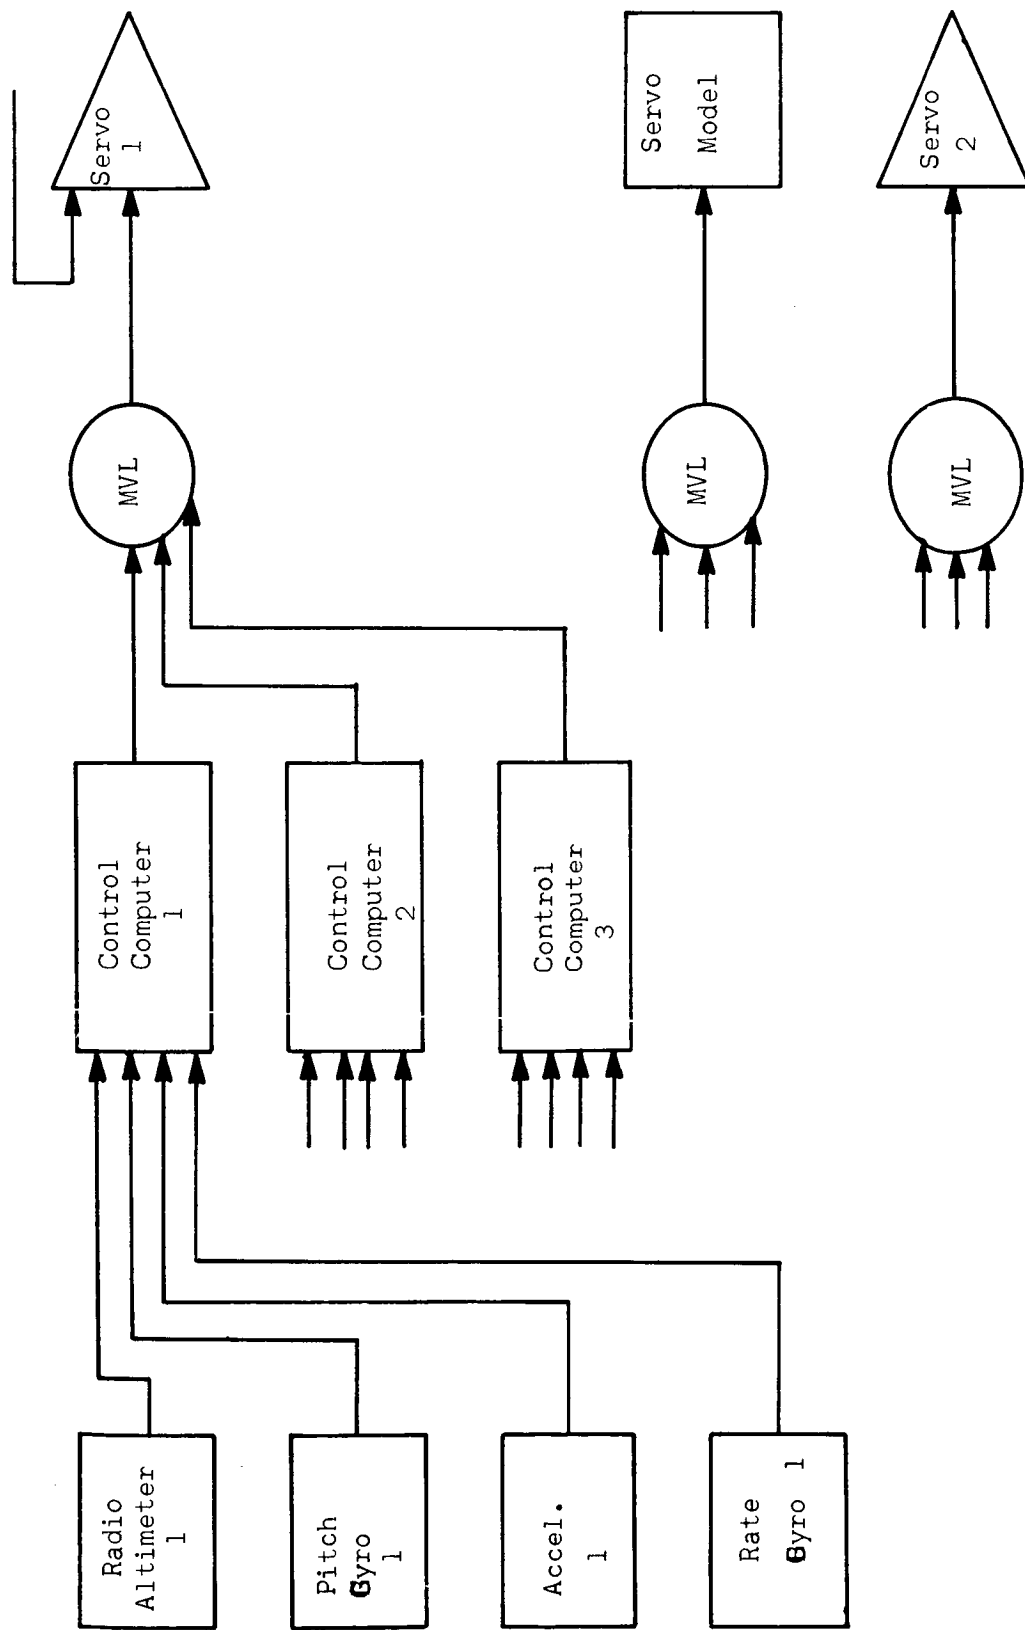 Radio
Altimeter
1
Pitch
Gyro 1
Accel.
1
Rate
Gyro 1
Control
Computer
1
Control
Computer
2
Control
Computer
3
MVL
MVL
MVL
Servo
1
Servo
Model
Servo
2